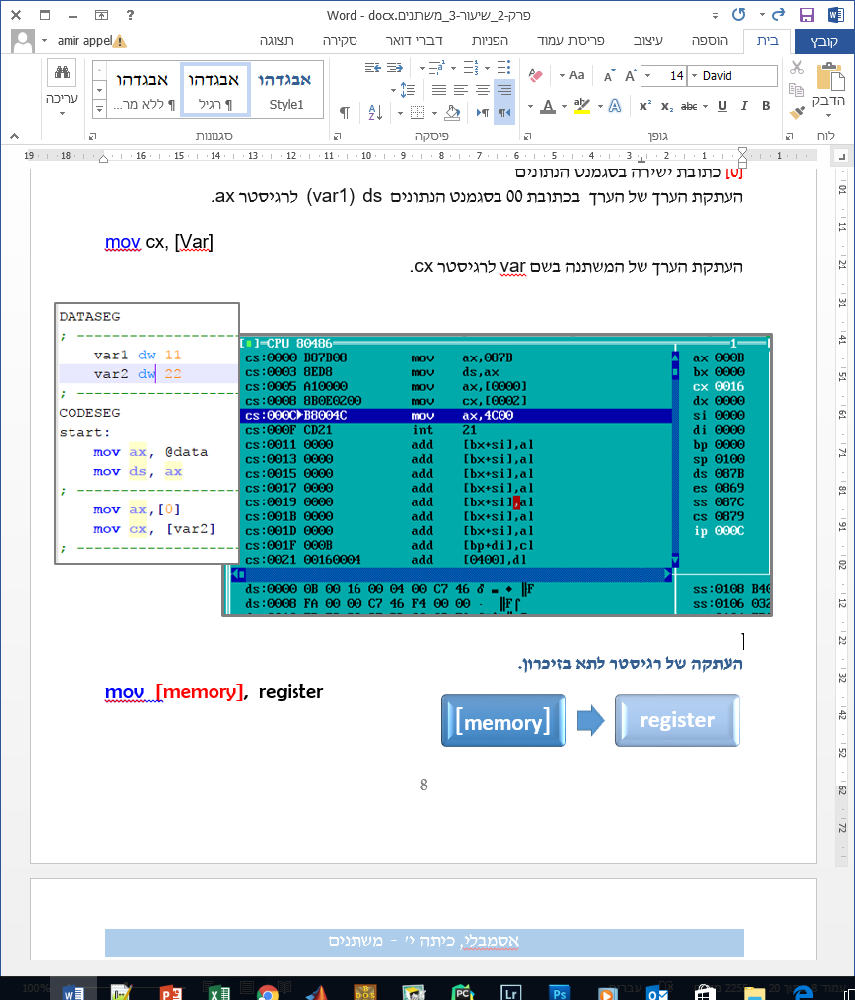 פרק-2_שיעור-3_משתנים.docx - Word
amir appel
קובץ
בית
הוספה
עיצוב
פריסת עמוד
הפניות
דברי דואר
סקירה
תצוגה
הדבק
David
14
Aa
B I U abc x₂ x²
אבגדהו
Style1
אבגדהו
¶ רגיל
אבגדהו
¶ ללא מר...
עריכה
לוח
גופן
פיסקה
סגנונות
[0] כתובת ישירה בסגמנט הנתונים
העתקת הערך של הערך בכתובת 00 בסגמנט הנתונים ds (var1) לרגיסטר ax.
mov cx, [Var]
העתקת הערך של המשתנה בשם var לרגיסטר cx.
DATASEG
; -------------------
var1 dw 11
var2 dw 22
; -------------------
CODESEG
start:
mov ax, @data
mov ds, ax
; -------------------
mov ax,[0]
mov cx, [var2]
; -------------------
[■]=CPU 80486 1
cs:0000 B87B08 mov ax,087B
cs:0003 8ED8 mov ds,ax
cs:0005 A10000 mov ax,[0000]
cs:0008 8B0E0200 mov cx,[0002]
cs:000C►B8004C mov ax,4C00
cs:000F CD21 int 21
cs:0011 0000 add [bx+si],al
cs:0013 0000 add [bx+si],al
cs:0015 0000 add [bx+si],al
cs:0017 0000 add [bx+si],al
cs:0019 0000 add [bx+si],al
cs:001B 0000 add [bx+si],al
cs:001D 0000 add [bx+si],al
cs:001F 000B add [bp+di],cl
cs:0021 00160004 add [0400],dl
ax 000B
bx 0000
cx 0016
dx 0000
si 0000
di 0000
bp 0000
sp 0100
ds 087B
es 0869
ss 087C
cs 0879
ip 000C
ds:0000 0B 00 16 00 04 00 C7 46 ♂ ▬ ♦ ╟F
ds:0008 FA 00 00 C7 46 F4 00 00 · ╟F⌠
ss:0108 B40
ss:0106 032
העתקה של רגיסטר לתא בזיכרון.
mov [memory], register
[memory]
register
8
אסמבלי, כיתה י' - משתנים